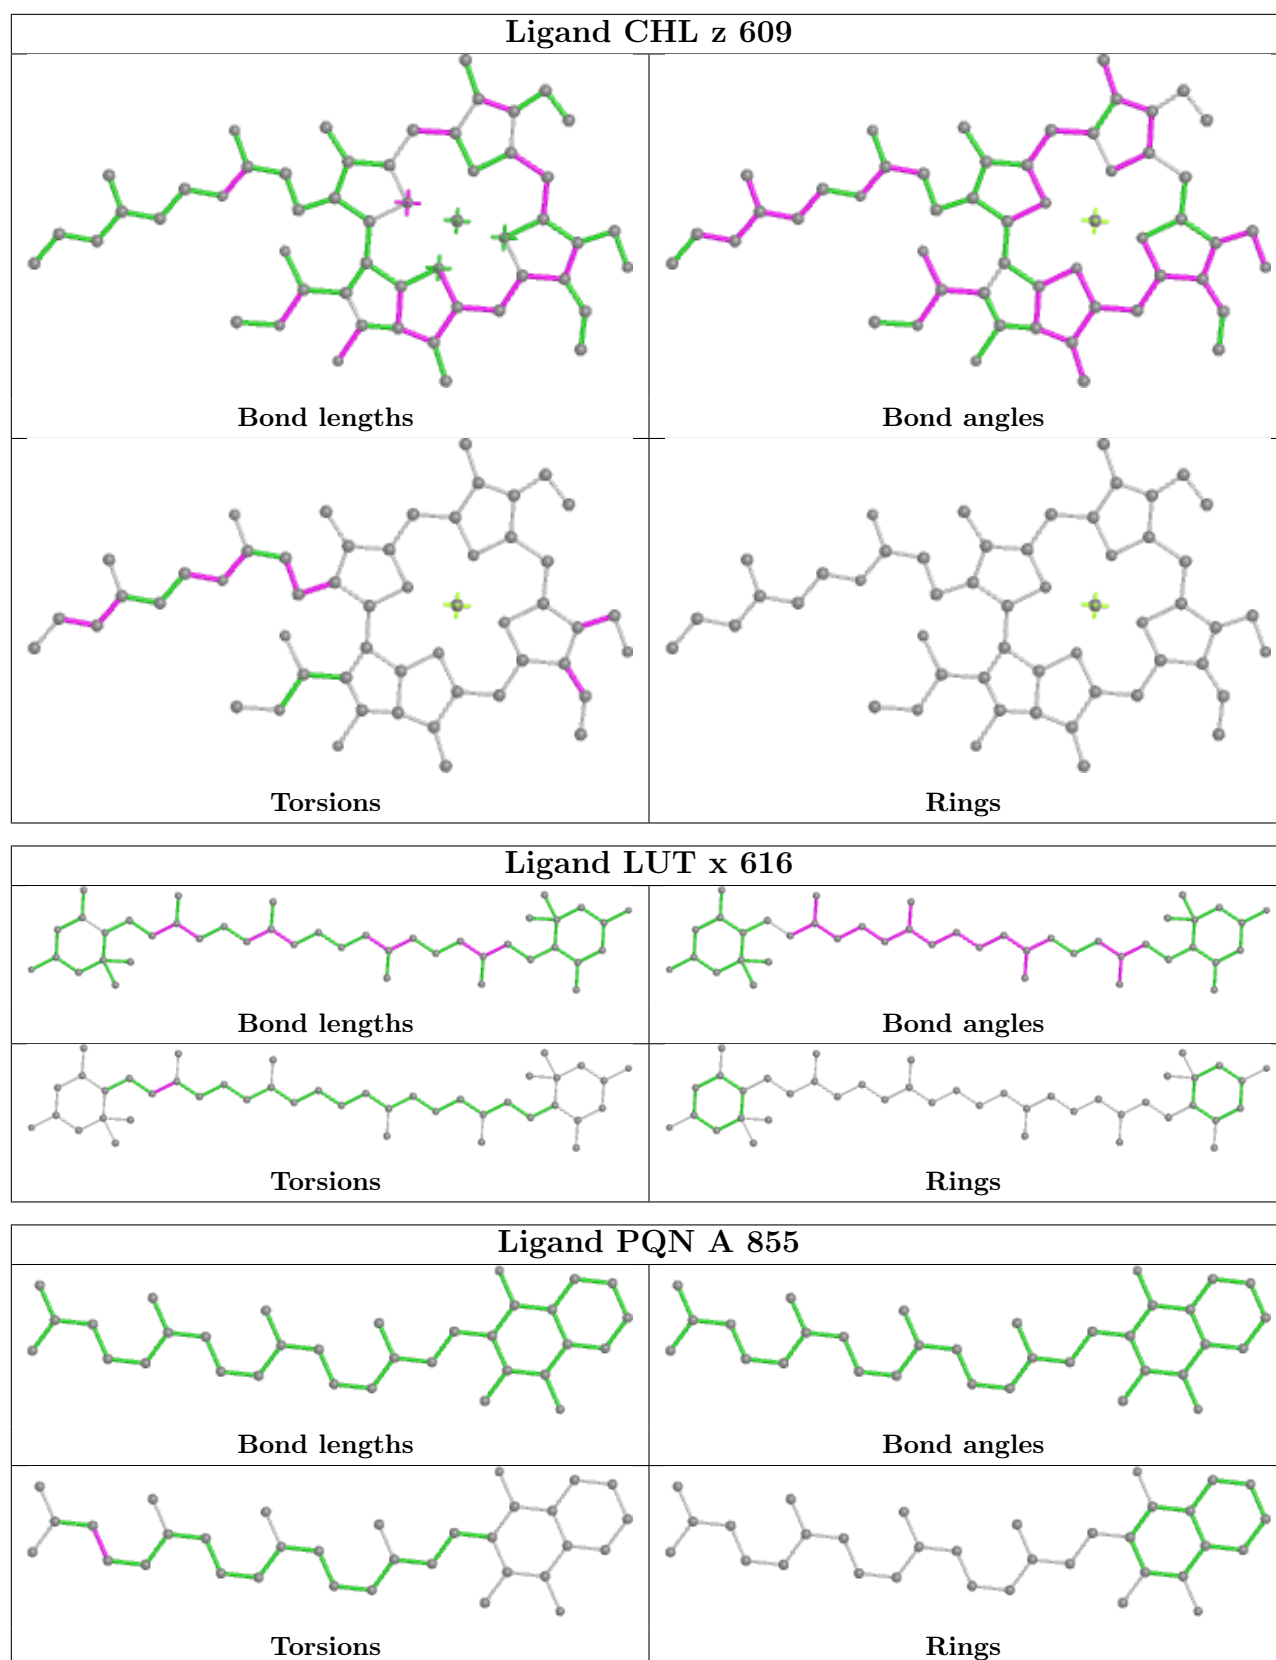 Ligand CHL z 609
Bond lengths
Bond angles
Torsions
Rings
Ligand LUT x 616
Bond lengths
Bond angles
Torsions
Rings
Ligand PQN A 855
Bond lengths
Bond angles
Torsions
Rings